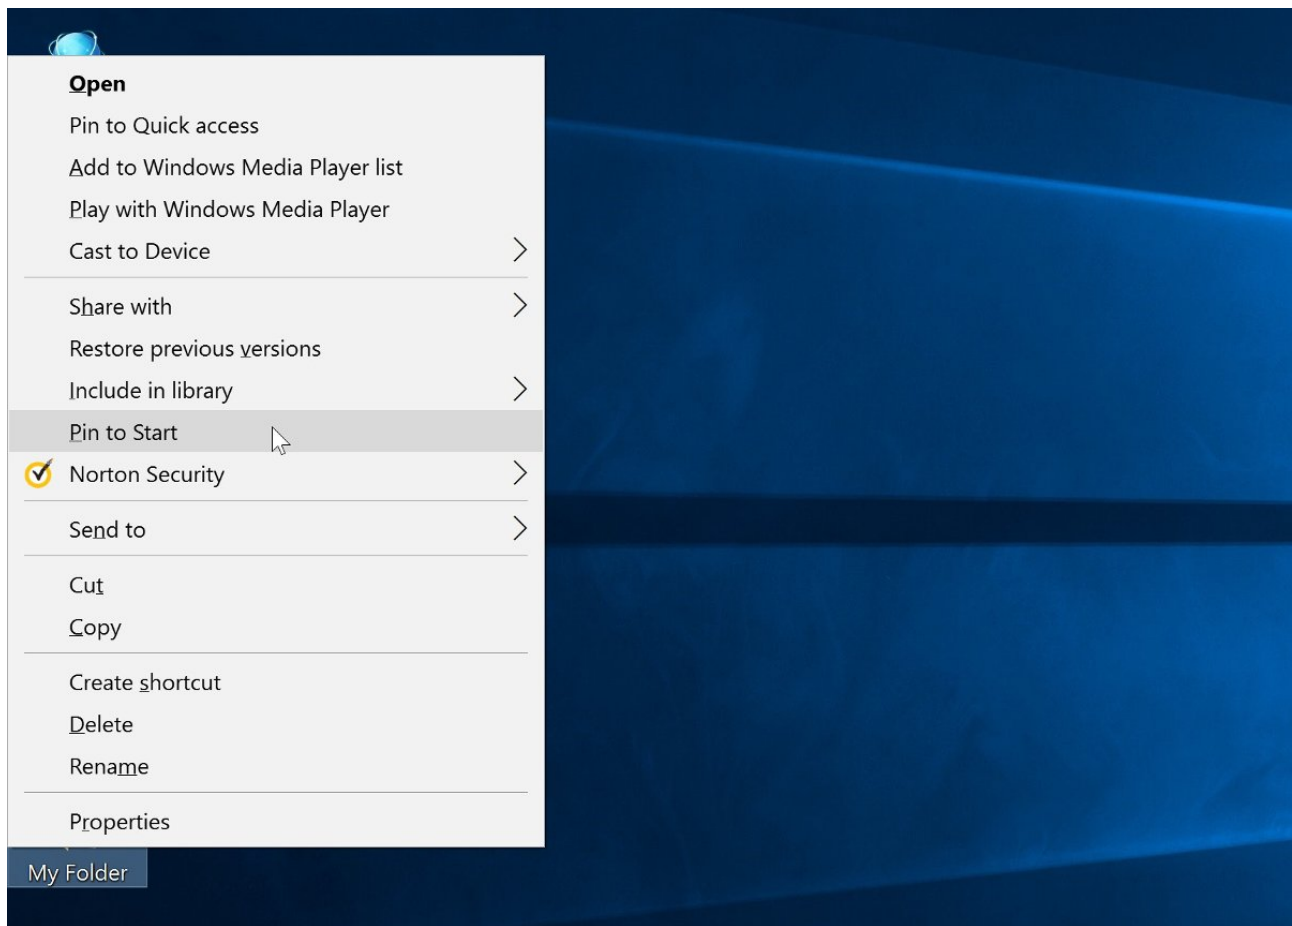 Open
Pin to Quick access
Add to Windows Media Player list
Play with Windows Media Player
Cast to Device
Share with
Restore previous versions
Include in library
Pin to Start
Norton Security
Send to
Cut
Copy
Create shortcut
Delete
Rename
Properties
My Folder